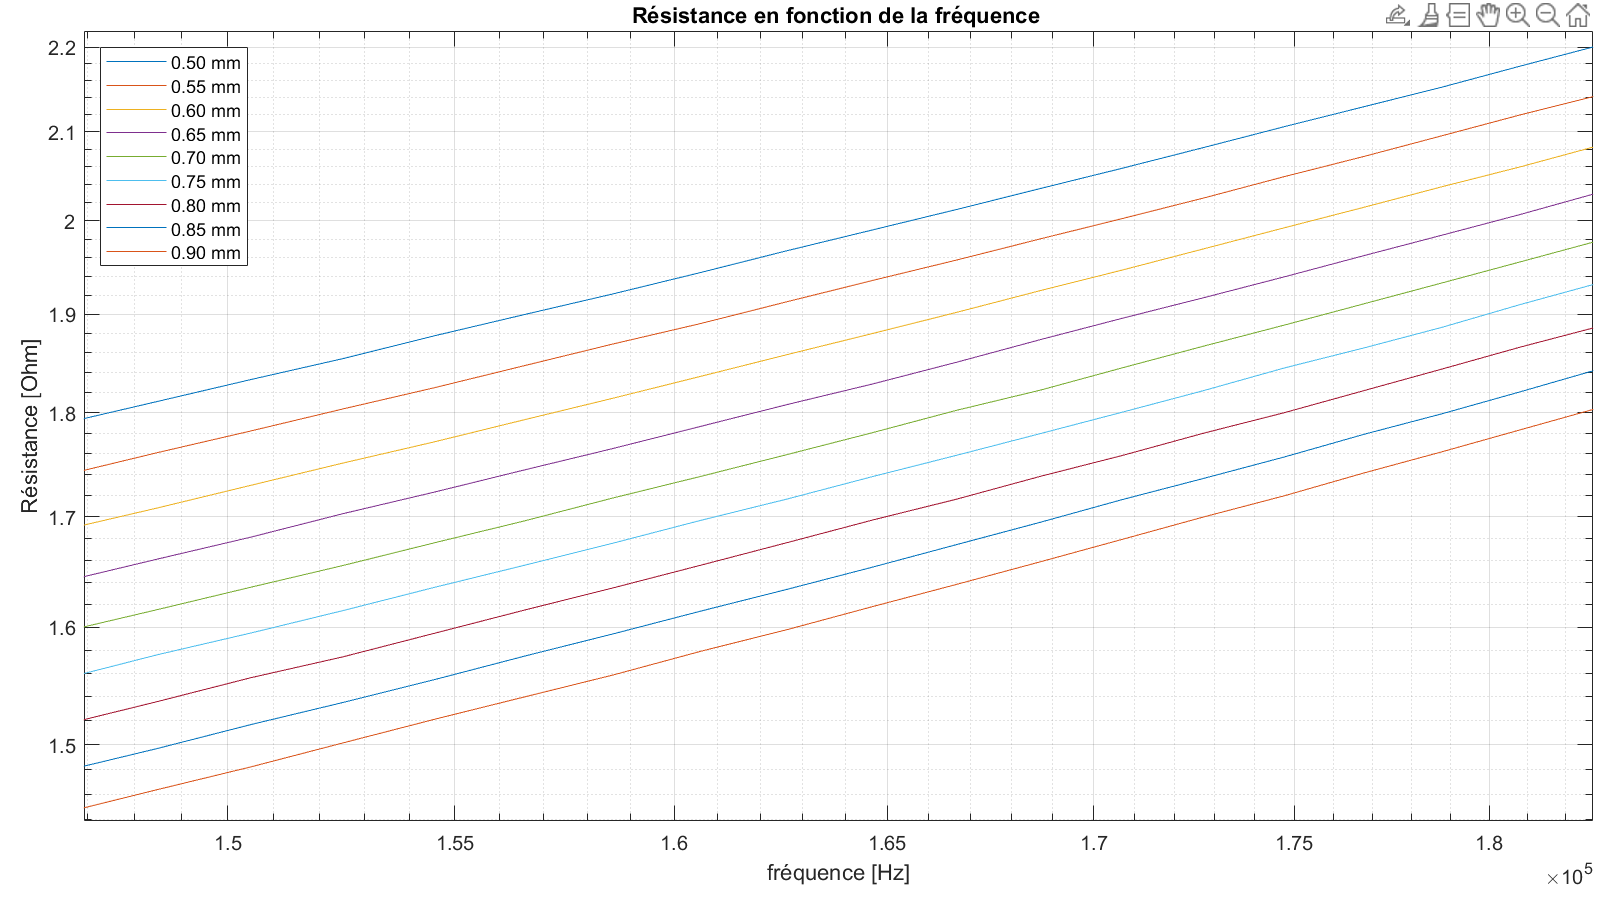 Résistance en fonction de la fréquence
0.50 mm
0.55 mm
0.60 mm
0.65 mm
0.70 mm
0.75 mm
0.80 mm
0.85 mm
0.90 mm
2.2
2.1
2
1.9
1.8
1.7
1.6
1.5
Résistance [Ohm]
1.5 1.55 1.6 1.65 1.7 1.75 1.8
fréquence [Hz]
×10⁵